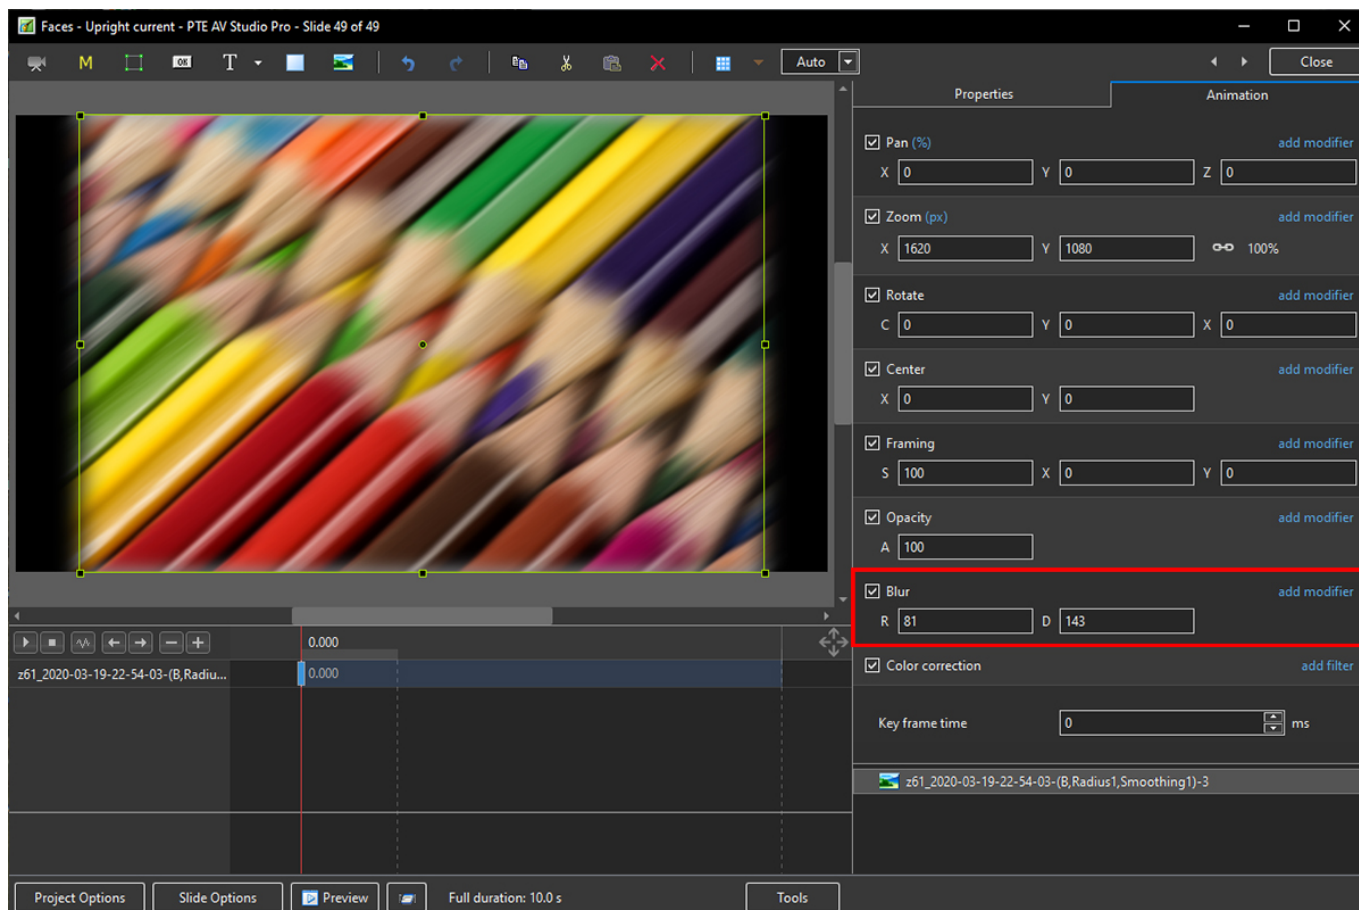 Faces - Upright current - PTE AV Studio Pro - Slide 49 of 49
M OK T Auto Close
Properties Animation
Pan (%) add modifier
X 0 Y 0 Z 0
Zoom (px) add modifier
X 1620 Y 1080 100%
Rotate add modifier
C 0 Y 0 X 0
Center add modifier
X 0 Y 0
Framing add modifier
S 100 X 0 Y 0
Opacity add modifier
A 100
Blur add modifier
R 81 D 143
0.000
Color correction add filter
z61_2020-03-19-22-54-03-(B,Radiu... 0.000
Key frame time 0 ms
z61_2020-03-19-22-54-03-(B,Radius1,Smoothing1)-3
Project Options Slide Options Preview Full duration: 10.0 s Tools